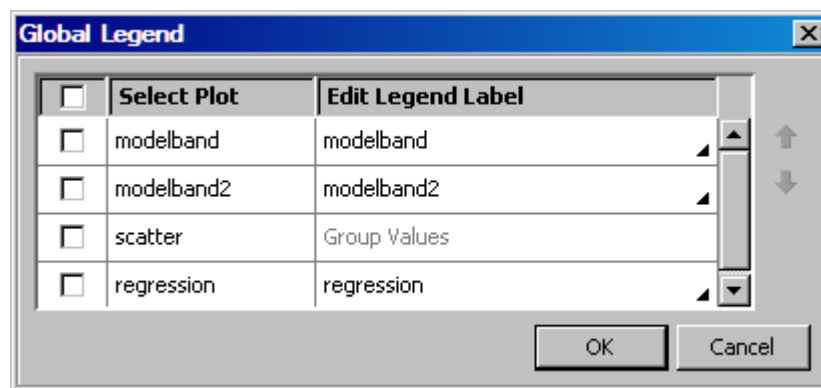 Global Legend
Select Plot Edit Legend Label
modelband modelband
modelband2 modelband2
scatter Group Values
regression regression
OK Cancel